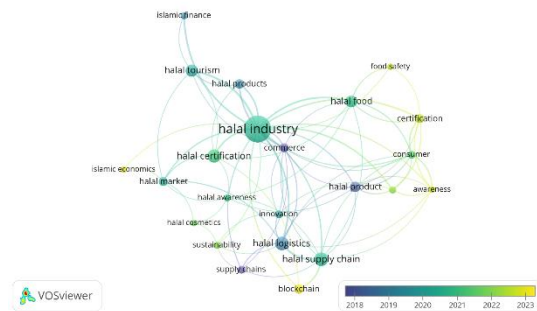 islamic finance
food safety
halal tourism
halal products
halal food
certification
halal industry
commerce
consumer
halal certification
islamic economics
halal market
halal product
awareness
halal awareness
innovation
halal cosmetics
sustainability
halal logistics
halal supply chain
supply chains
blockchain
VOSviewer
2018 2019 2020 2021 2022 2023